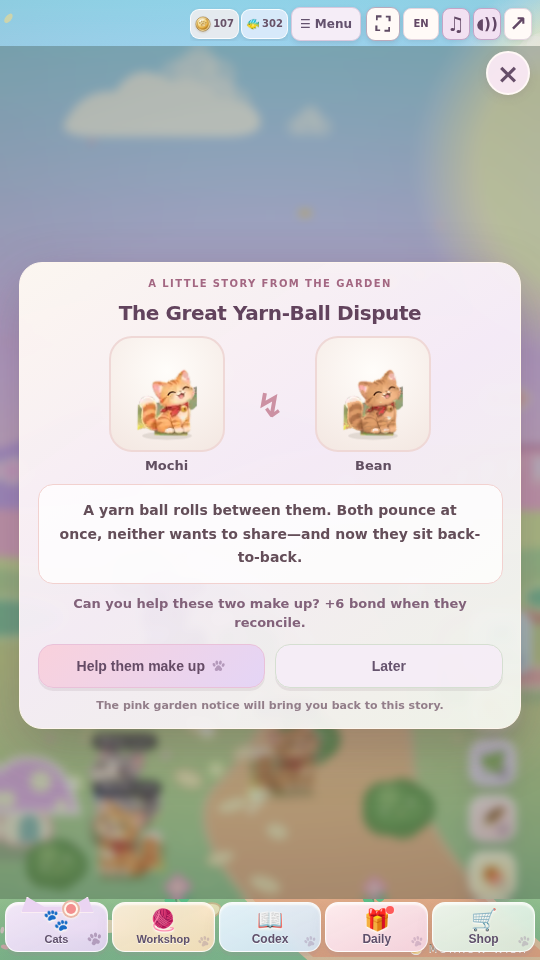 107
302
☰ Menu
EN
A LITTLE STORY FROM THE GARDEN
The Great Yarn-Ball Dispute
Mochi
Bean
A yarn ball rolls between them. Both pounce at
once, neither wants to share—and now they sit back-
to-back.
Can you help these two make up? +6 bond when they
reconcile.
Help them make up
Later
The pink garden notice will bring you back to this story.
Cats
Workshop
Codex
Daily
Shop